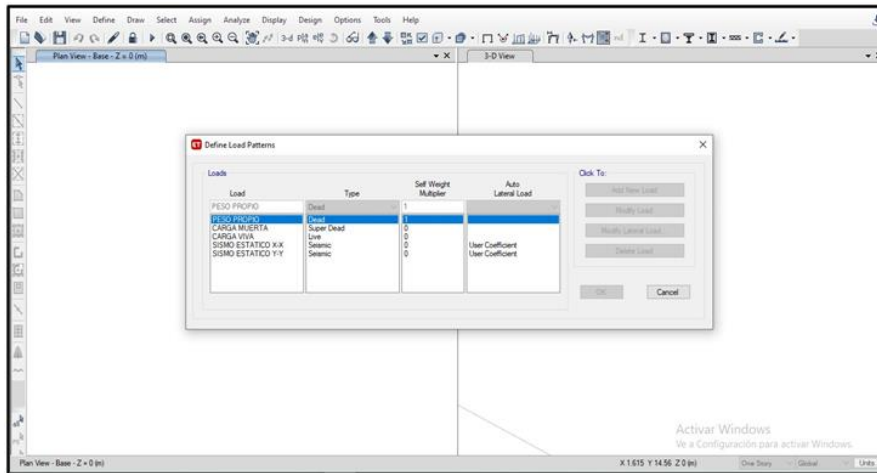 File Edit View Define Draw Select Assign Analyze Display Design Options Tools Help
3-d
Plan View - Base - Z = 0 (m)
3-D View
Define Load Patterns
Loads
Click To:
Load Type Self Weight Multiplier Auto Lateral Load
PESO PROPIO Dead 1
PESO PROPIO Dead 1
CARGA MUERTA Super Dead 0
CARGA VIVA Live 0
SISMO ESTATICO X-X Seismic 0 User Coefficient
SISMO ESTATICO Y-Y Seismic 0 User Coefficient
Add New Load
Modify Load
Modify Lateral Load...
Delete Load
OK Cancel
Activar Windows
Ve a Configuración para activar Windows.
Plan View - Base - Z = 0 (m) X 1.615 Y 14.56 Z 0 (m) One Story Global Units